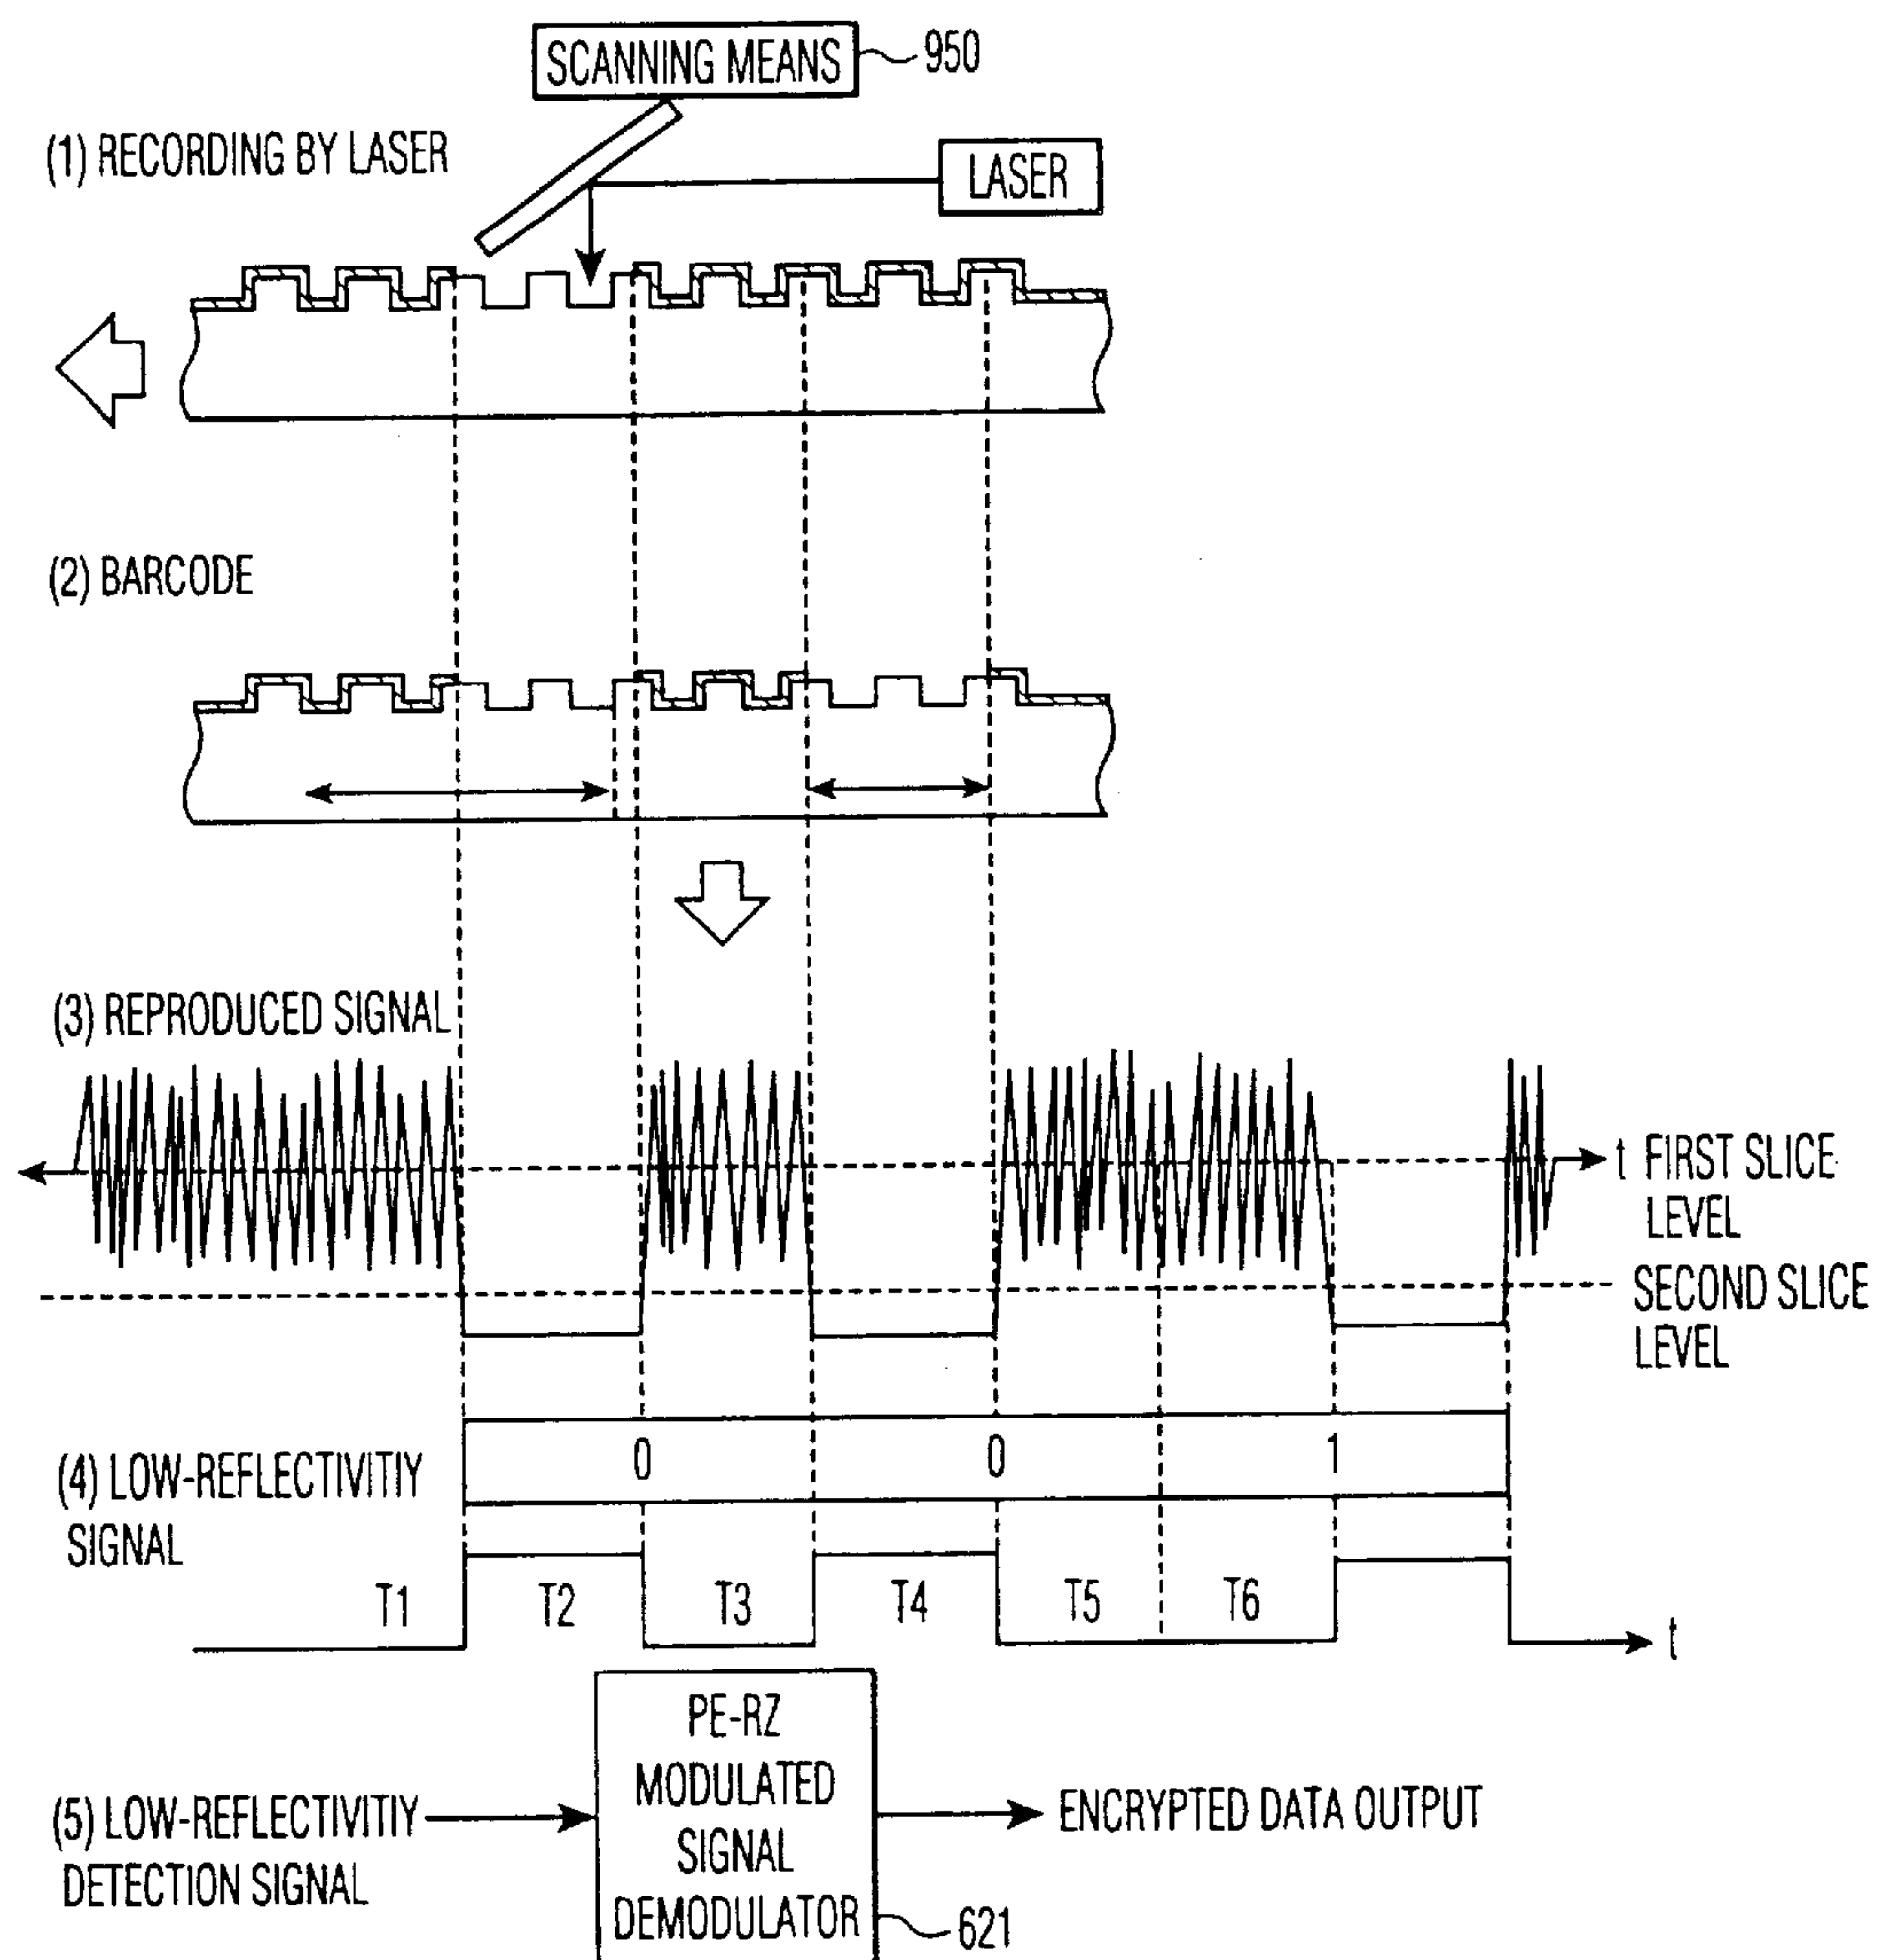 SCANNING MEANS
950
(1) RECORDING BY LASER
LASER
(2) BARCODE
(3) REPRODUCED SIGNAL
t FIRST SLICE
LEVEL
SECOND SLICE
LEVEL
(4) LOW-REFLECTIVITIY
SIGNAL
0 0 1
T1 T2 T3 T4 T5 T6
t
(5) LOW-REFLECTIVITIY
DETECTION SIGNAL
PE-RZ
MODULATED
SIGNAL
DEMODULATOR
621
ENCRYPTED DATA OUTPUT